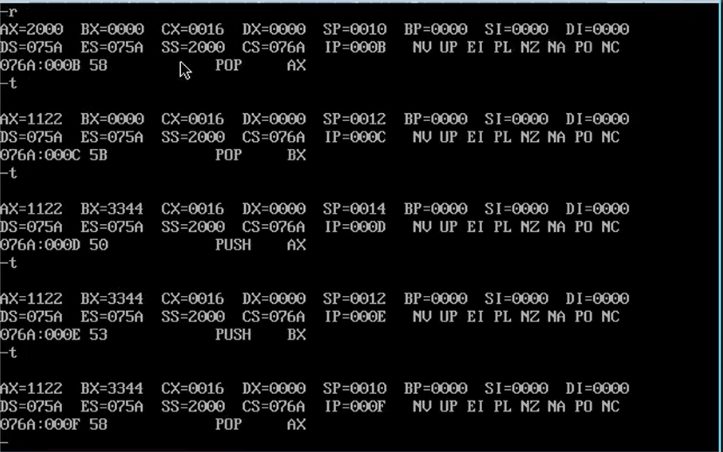 -r
AX=2000 BX=0000 CX=0016 DX=0000 SP=0010 BP=0000 SI=0000 DI=0000
DS=075A ES=075A SS=2000 CS=076A IP=000B NV UP EI PL NZ NA PO NC
076A:000B 58 POP AX
-t
AX=1122 BX=0000 CX=0016 DX=0000 SP=0012 BP=0000 SI=0000 DI=0000
DS=075A ES=075A SS=2000 CS=076A IP=000C NV UP EI PL NZ NA PO NC
076A:000C 5B POP BX
-t
AX=1122 BX=3344 CX=0016 DX=0000 SP=0014 BP=0000 SI=0000 DI=0000
DS=075A ES=075A SS=2000 CS=076A IP=000D NV UP EI PL NZ NA PO NC
076A:000D 50 PUSH AX
-t
AX=1122 BX=3344 CX=0016 DX=0000 SP=0012 BP=0000 SI=0000 DI=0000
DS=075A ES=075A SS=2000 CS=076A IP=000E NV UP EI PL NZ NA PO NC
076A:000E 53 PUSH BX
-t
AX=1122 BX=3344 CX=0016 DX=0000 SP=0010 BP=0000 SI=0000 DI=0000
DS=075A ES=075A SS=2000 CS=076A IP=000F NV UP EI PL NZ NA PO NC
076A:000F 58 POP AX
-